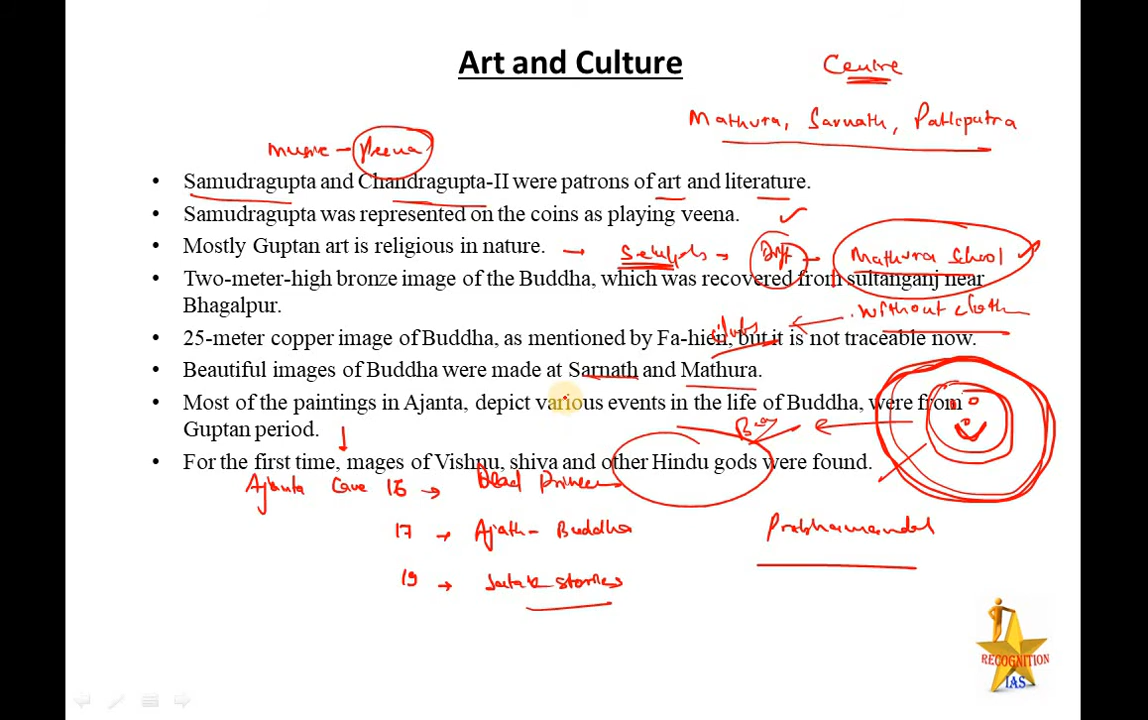 Art and Culture
Centre
Mathura, Sarnath, Patleputra
music – Veena
• Samudragupta and Chandragupta-II were patrons of art and literature.
• Samudragupta was represented on the coins as playing veena.
• Mostly Guptan art is religious in nature. →
Mathura School
• Two-meter-high bronze image of the Buddha, which was recovered from sultanganj near
Bhagalpur.
without cloth
• 25-meter copper image of Buddha, as mentioned by Fa-hien, but it is not traceable now.
• Beautiful images of Buddha were made at Sarnath and Mathura.
• Most of the paintings in Ajanta, depict various events in the life of Buddha, were from
Guptan period.
• For the first time, mages of Vishnu, shiva and other Hindu gods were found.
Ajanta Cave 16 → Dead Princess
17 → Ajath – Buddha
Prabhamandal
19 → Jatak stories
RECOGNITION
IAS